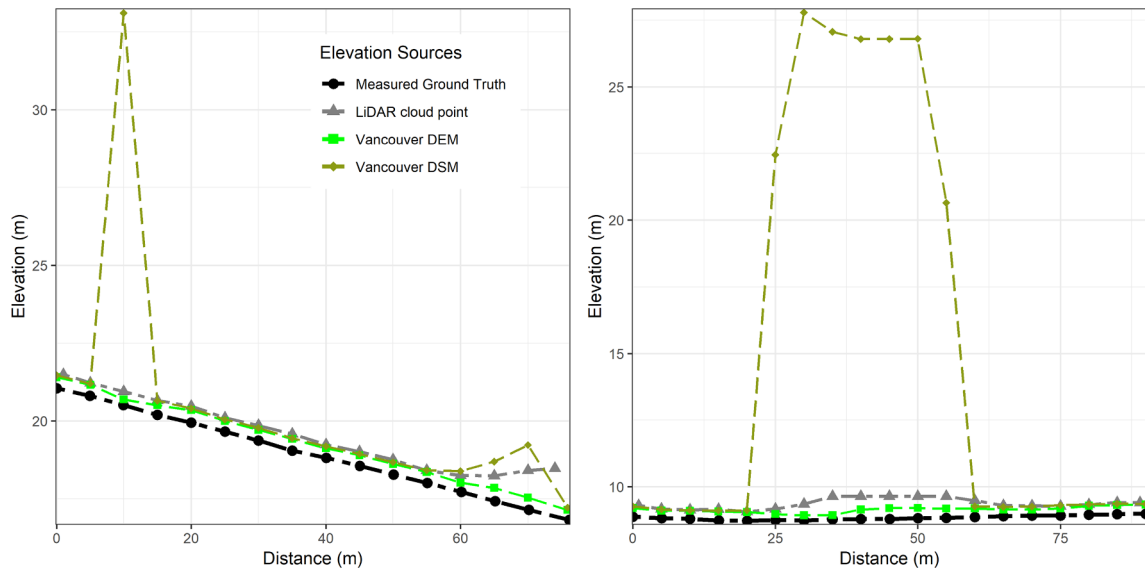 30
25
20
Elevation (m)
0
20
40
60
Distance (m)
Elevation Sources
Measured Ground Truth
LiDAR cloud point
Vancouver DEM
Vancouver DSM
25
20
15
10
Elevation (m)
0
25
50
75
Distance (m)